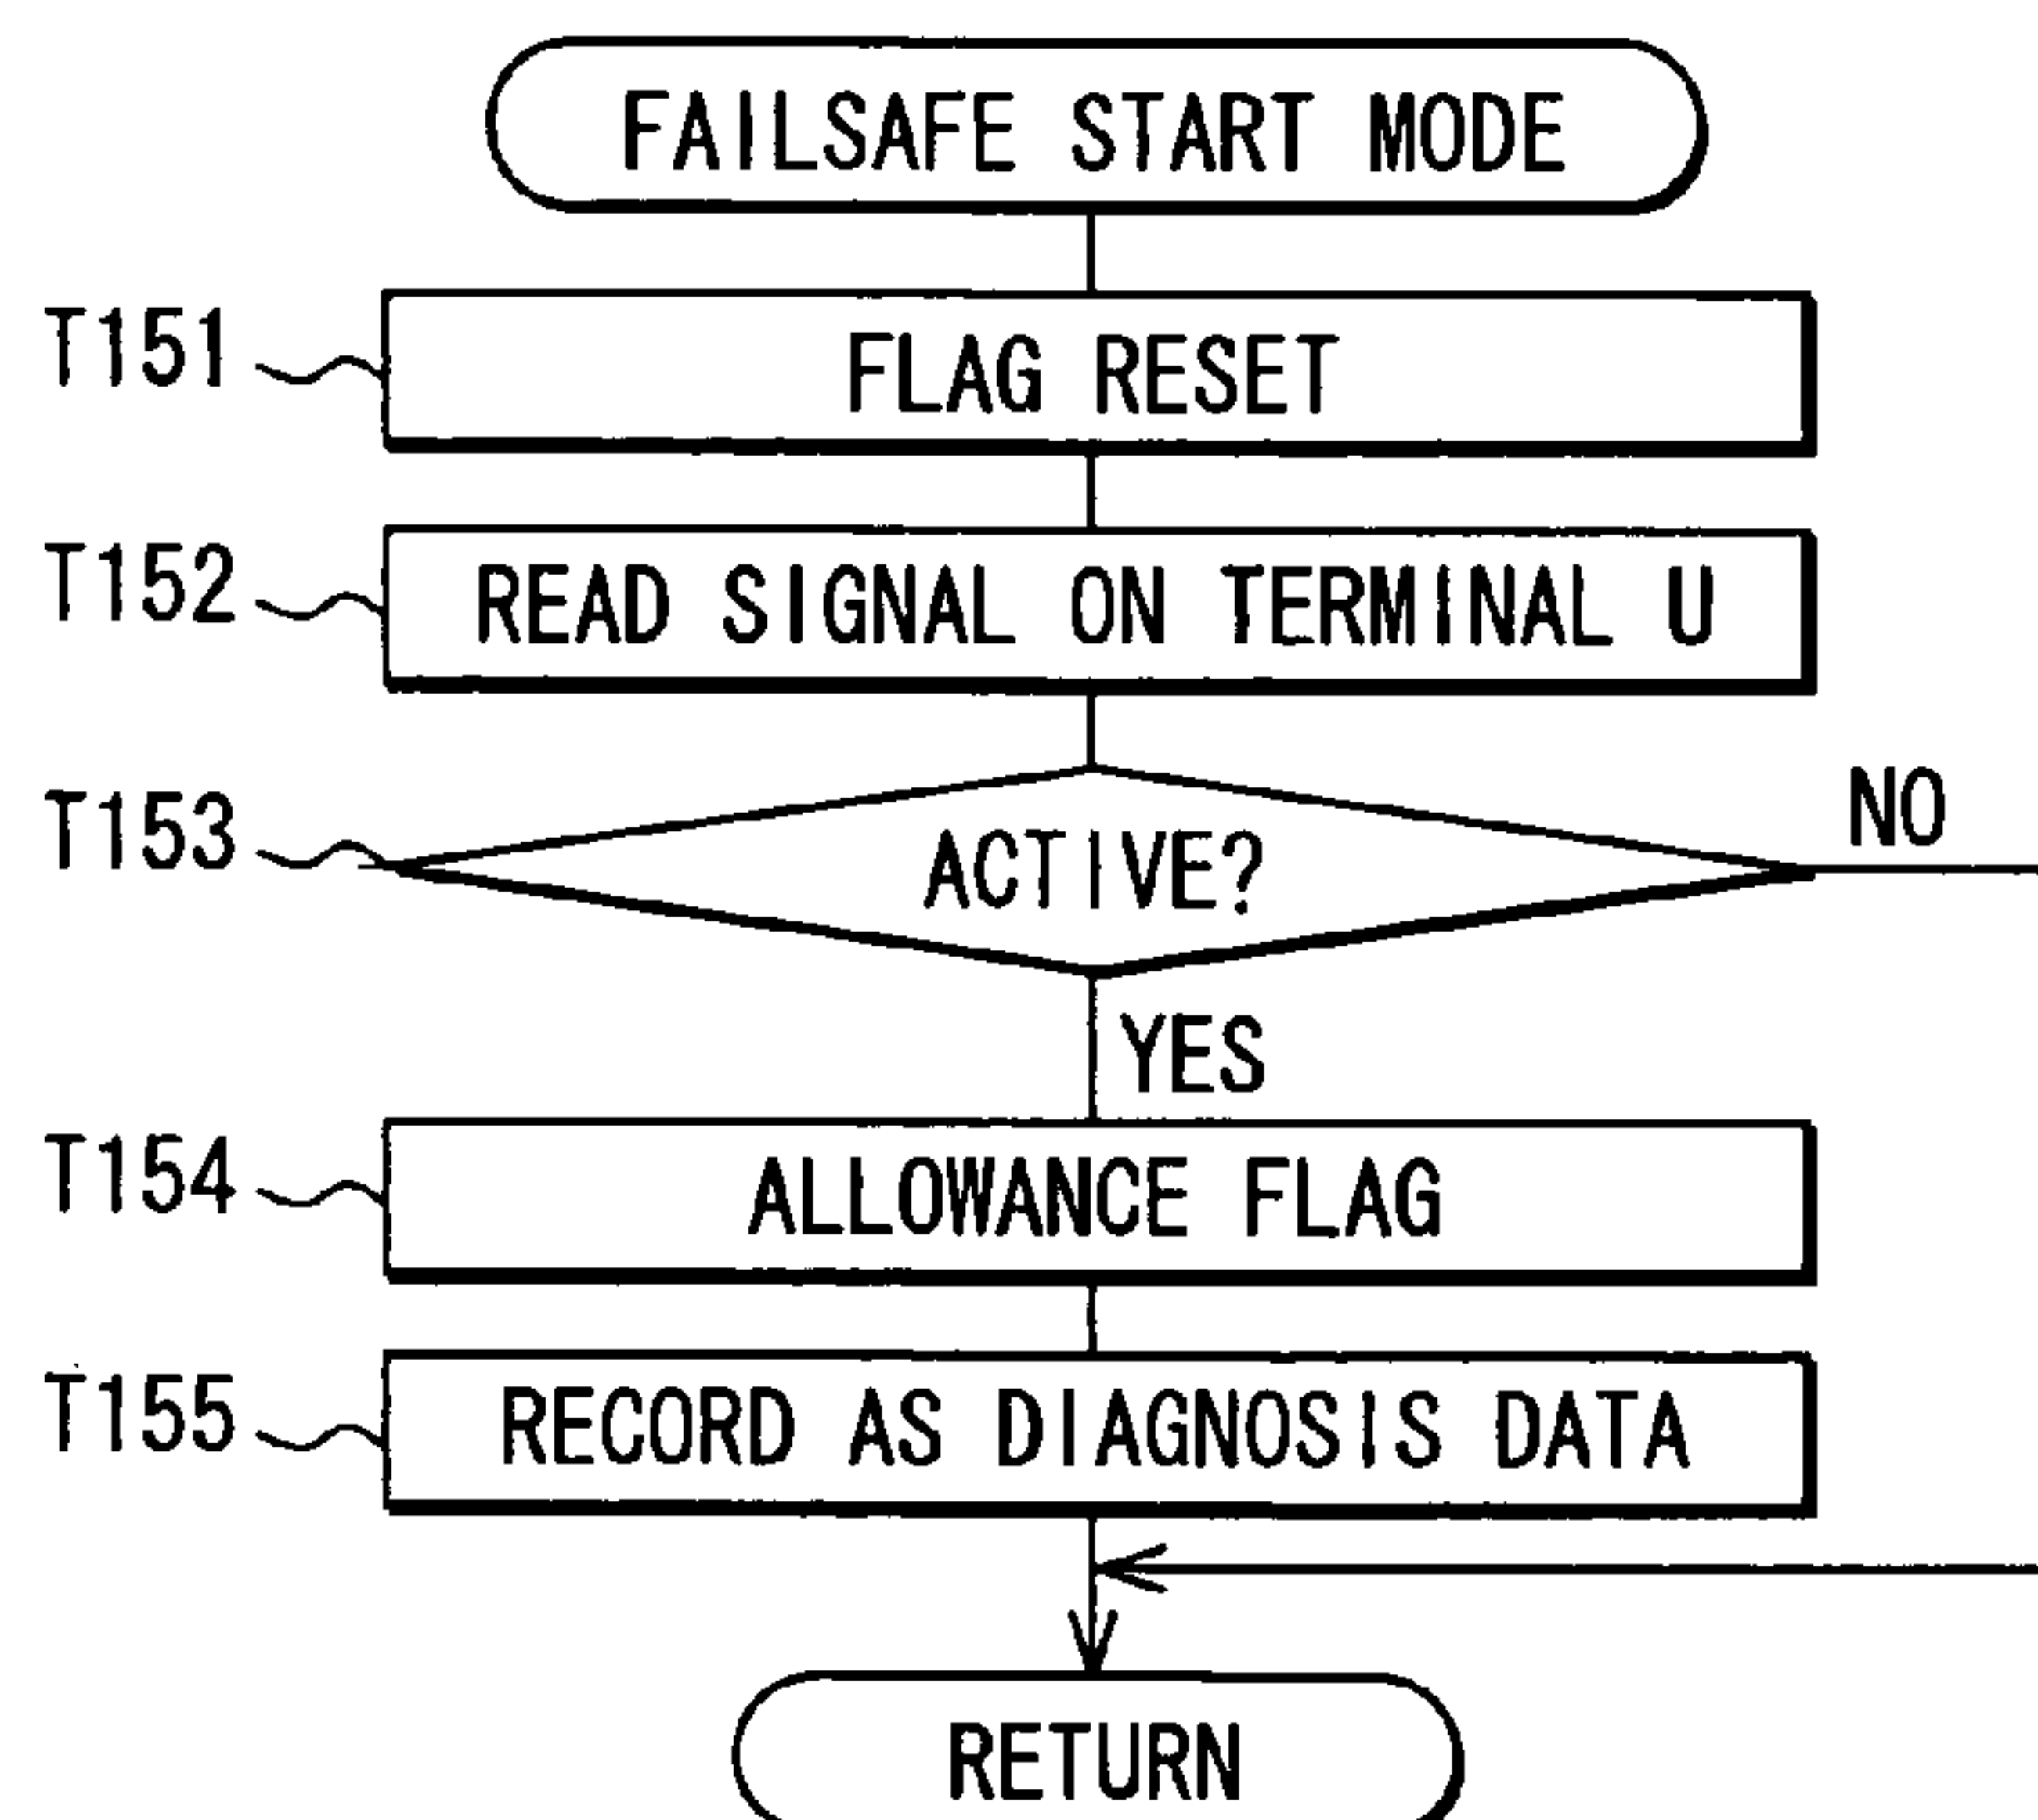 FAILSAFE START MODE
T151
FLAG RESET
T152
READ SIGNAL ON TERMINAL U
T153
ACTIVE?
NO
YES
T154
ALLOWANCE FLAG
T155
RECORD AS DIAGNOSIS DATA
RETURN